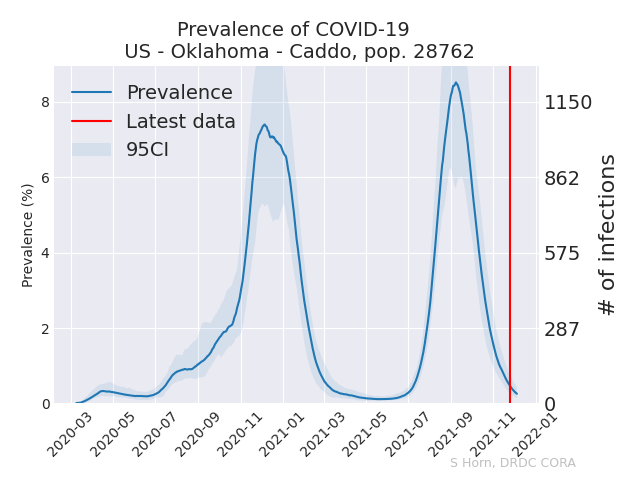 Prevalence of COVID-19
US - Oklahoma - Caddo, pop. 28762
Prevalence
Latest data
95CI
Prevalence (%)
8
6
4
2
0
1150
862
575
287
0
# of infections
2020-03
2020-05
2020-07
2020-09
2020-11
2021-01
2021-03
2021-05
2021-07
2021-09
2021-11
2022-01
S Horn, DRDC CORA